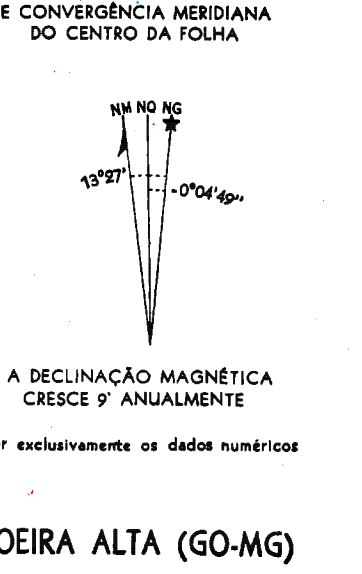 E CONVERGÊNCIA MERIDIANA
DO CENTRO DA FOLHA
NM NQ NG
13°27'
-0°04'49"
A DECLINAÇÃO MAGNÉTICA
CRESCE 9' ANUALMENTE
r exclusivamente os dados numéricos
OEIRA ALTA (GO-MG)